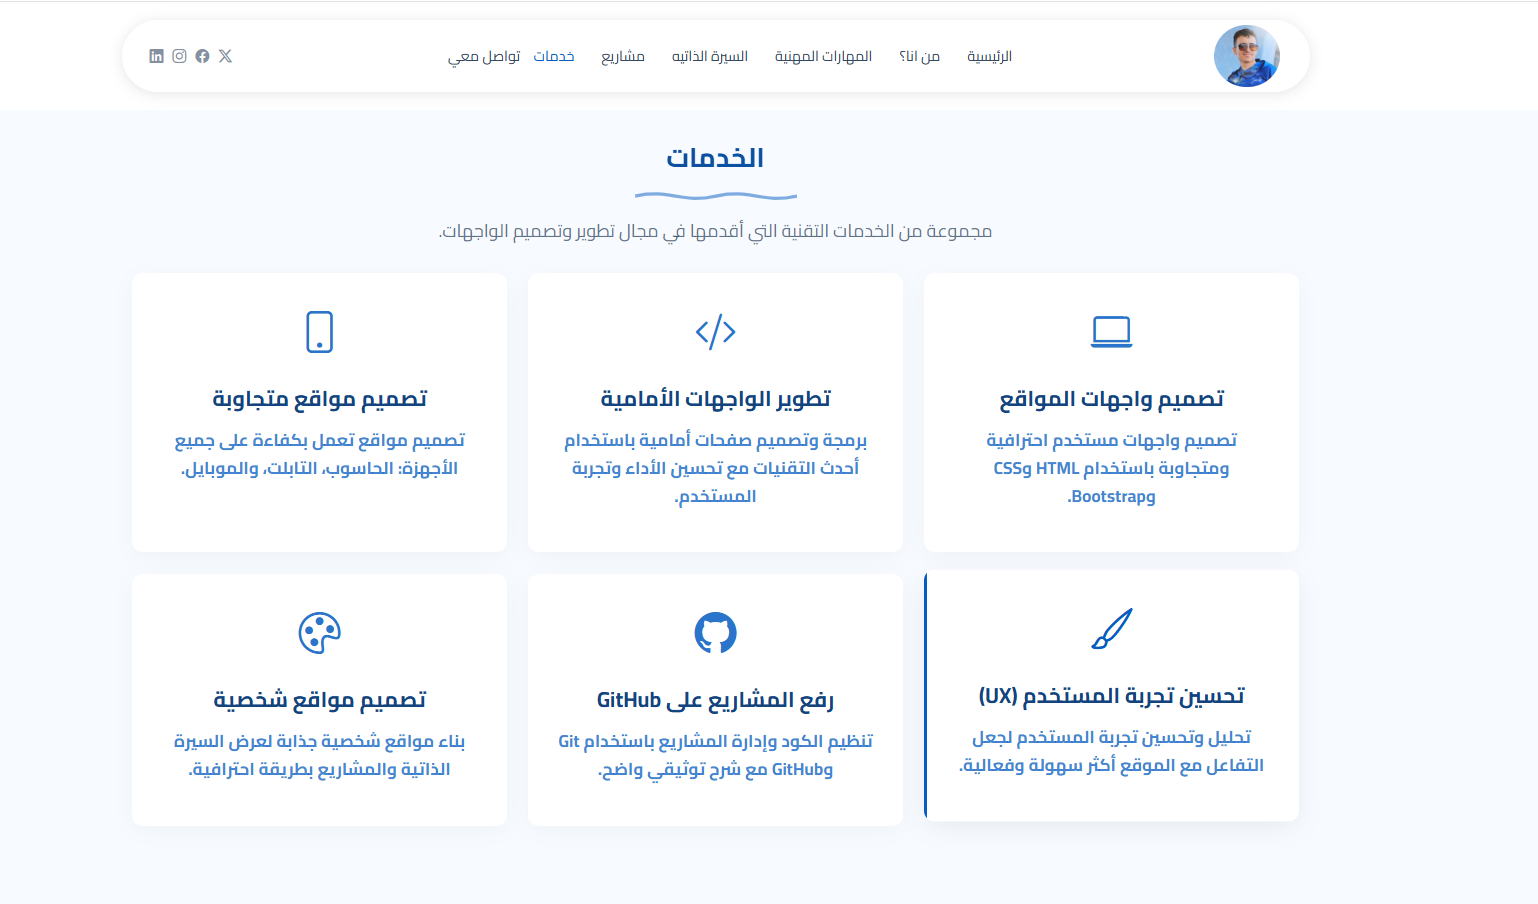 الرئيسية
من انا؟
المهارات المهنية
السيرة الذاتيه
مشاريع
خدمات
تواصل معي
الخدمات
مجموعة من الخدمات التقنية التي أقدمها في مجال تطوير وتصميم الواجهات.
تصميم واجهات المواقع
تصميم واجهات مستخدم احترافية
ومتجاوبة باستخدام HTML وCSS
وBootstrap.
تطوير الواجهات الأمامية
برمجة وتصميم صفحات أمامية باستخدام
أحدث التقنيات مع تحسين الأداء وتجربة
المستخدم.
تصميم مواقع متجاوبة
تصميم مواقع تعمل بكفاءة على جميع
الأجهزة: الحاسوب، التابلت، والموبايل.
تحسين تجربة المستخدم (UX)
تحليل وتحسين تجربة المستخدم لجعل
التفاعل مع الموقع أكثر سهولة وفعالية.
رفع المشاريع على GitHub
تنظيم الكود وإدارة المشاريع باستخدام Git
وGitHub مع شرح توثيقي واضح.
تصميم مواقع شخصية
بناء مواقع شخصية جذابة لعرض السيرة
الذاتية والمشاريع بطريقة احترافية.